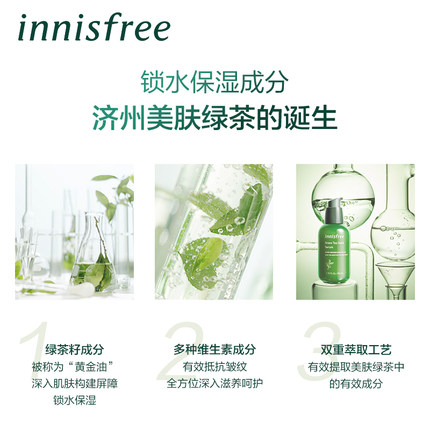 innisfree
锁水保湿成分
济州美肤绿茶的诞生
innisfree
1
绿茶籽成分
被称为“黄金油”
深入肌肤构建屏障
锁水保湿
2
多种维生素成分
有效抵抗皱纹
全方位深入滋养呵护
3
双重萃取工艺
有效提取美肤绿茶中
的有效成分